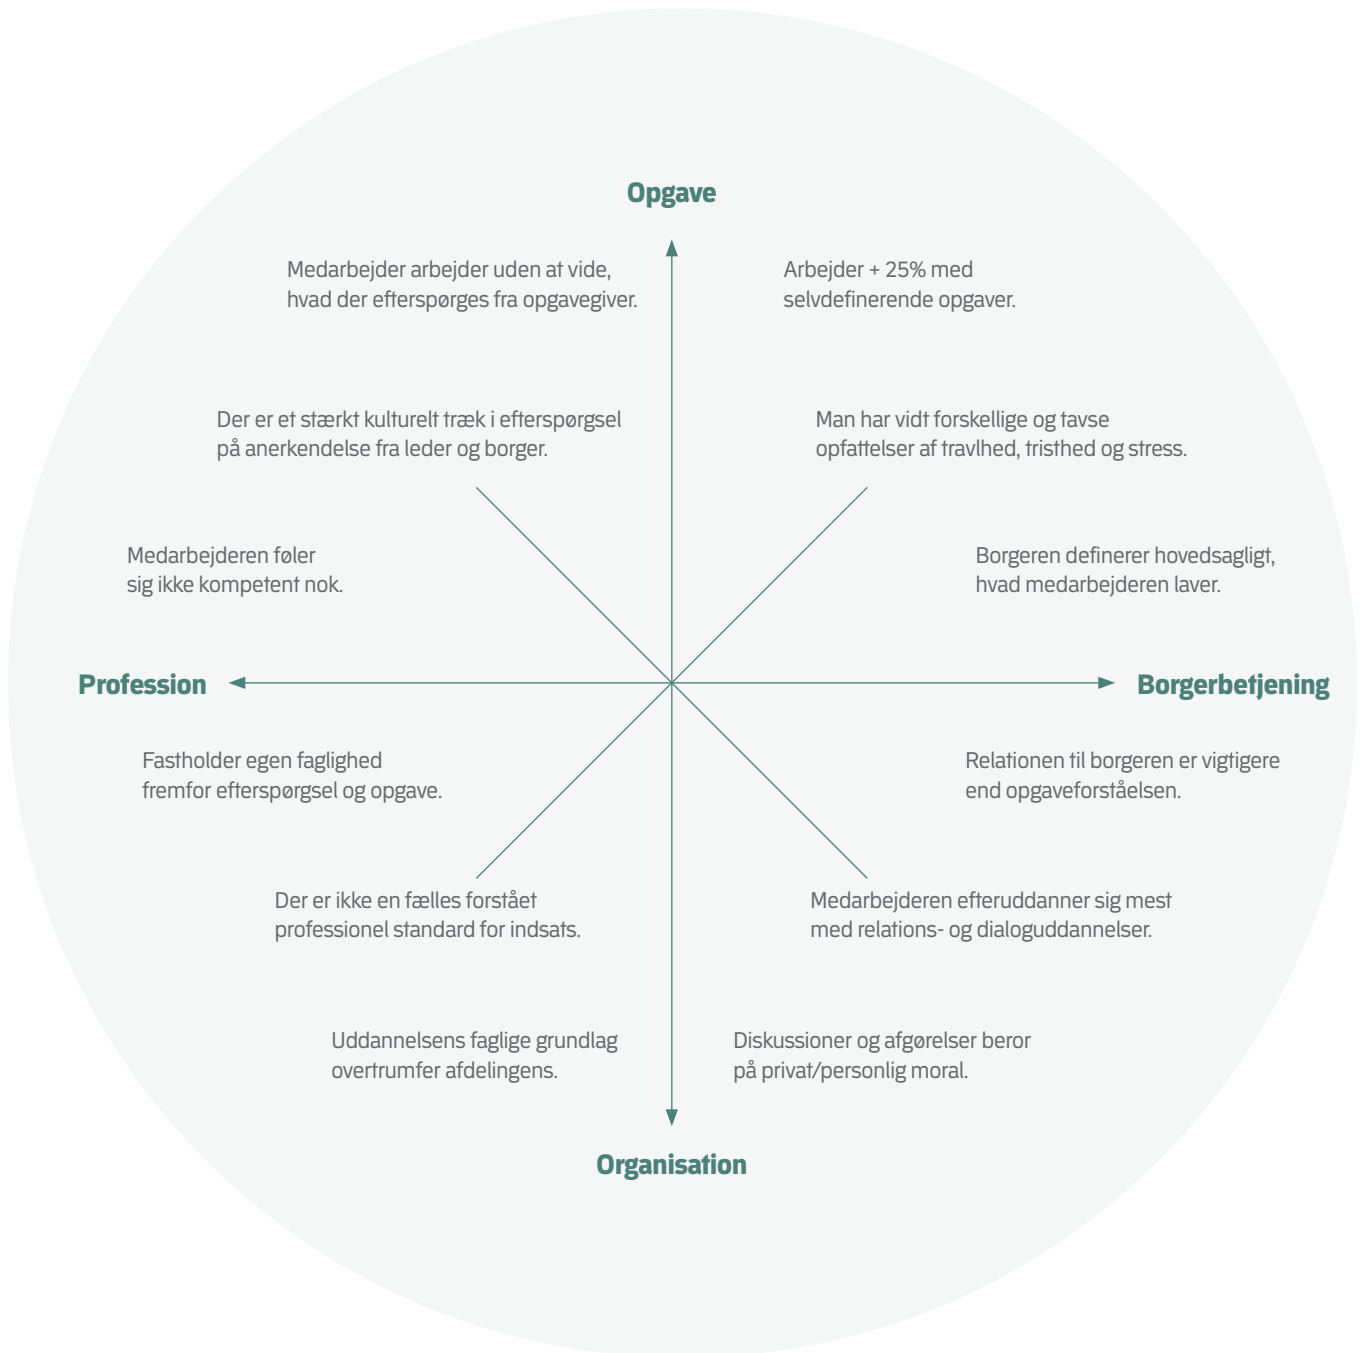 Opgave
Medarbejder arbejder uden at vide,
hvad der efterspørges fra opgavegiver.
Arbejder + 25% med
selvdefinerende opgaver.
Der er et stærkt kulturelt træk i efterspørgsel
på anerkendelse fra leder og borger.
Man har vidt forskellige og tavse
opfattelser af travlhed, tristhed og stress.
Medarbejderen føler
sig ikke kompetent nok.
Borgeren definerer hovedsagligt,
hvad medarbejderen laver.
Profession
Borgerbetjening
Fastholder egen faglighed
fremfor efterspørgsel og opgave.
Relationen til borgeren er vigtigere
end opgaveforståelsen.
Der er ikke en fælles forstået
professionel standard for indsats.
Medarbejderen efteruddanner sig mest
med relations- og dialoguddannelser.
Uddannelsens faglige grundlag
overtrumfer afdelingens.
Diskussioner og afgørelser beror
på privat/personlig moral.
Organisation